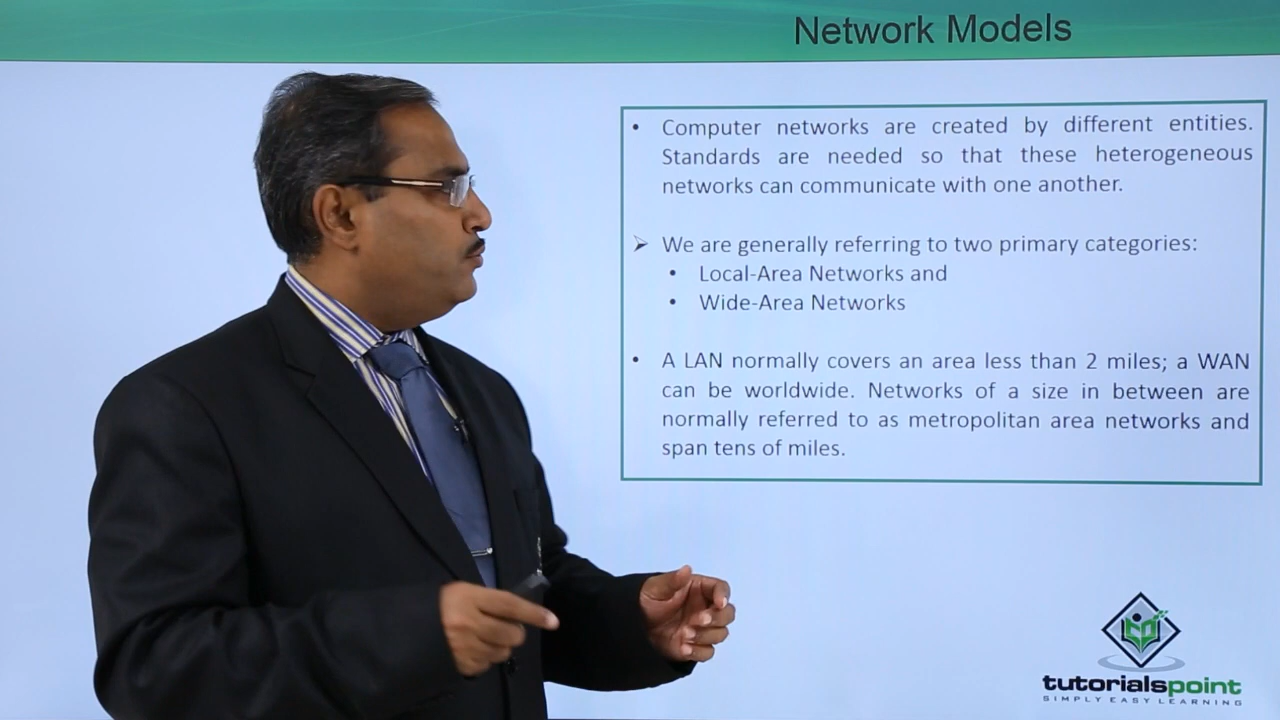 Network Models
• Computer networks are created by different entities.
Standards are needed so that these heterogeneous
networks can communicate with one another.
➢ We are generally referring to two primary categories:
• Local-Area Networks and
• Wide-Area Networks
• A LAN normally covers an area less than 2 miles; a WAN
can be worldwide. Networks of a size in between are
normally referred to as metropolitan area networks and
span tens of miles.
tutorialspoint
SIMPLY EASY LEARNING